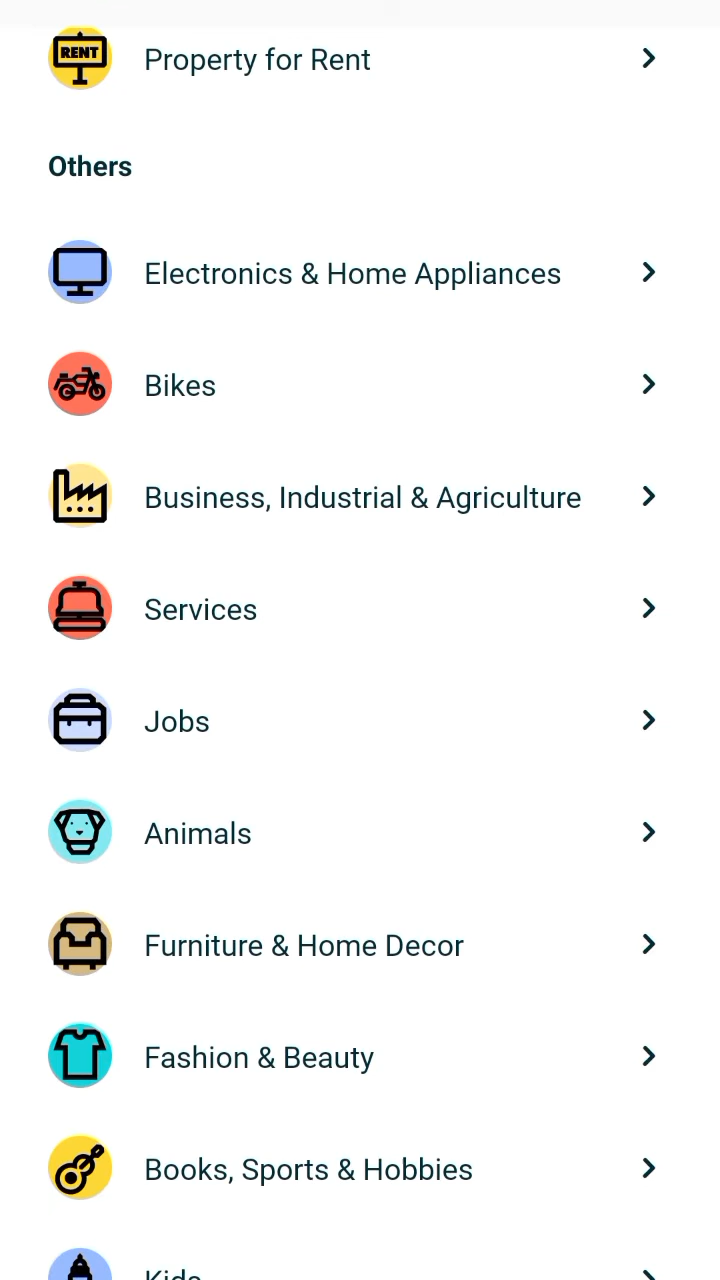 RENT
Property for Rent
Others
Electronics & Home Appliances
Bikes
Business, Industrial & Agriculture
Services
Jobs
Animals
Furniture & Home Decor
Fashion & Beauty
Books, Sports & Hobbies
Kids